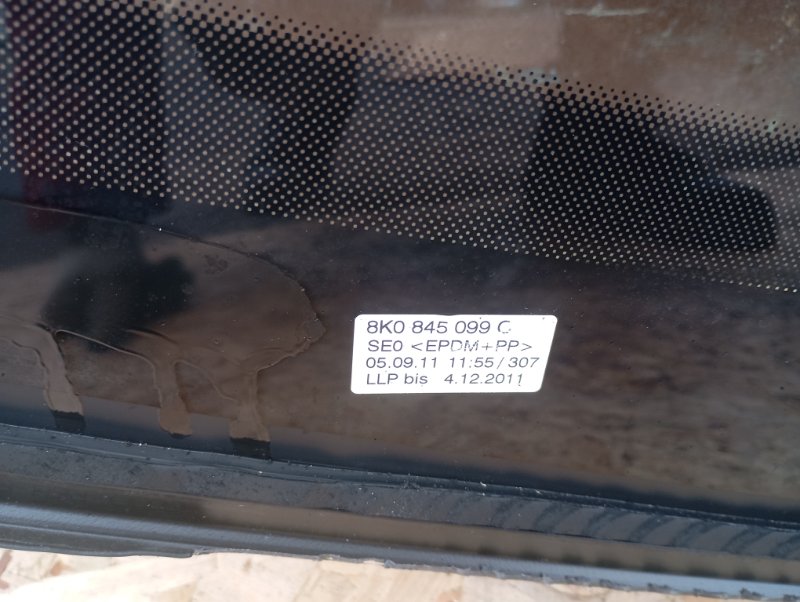 8K0 845 099 C
SE0 <EPDM+PP>
05.09.11 11:55/307
LLP bis 4.12.2011